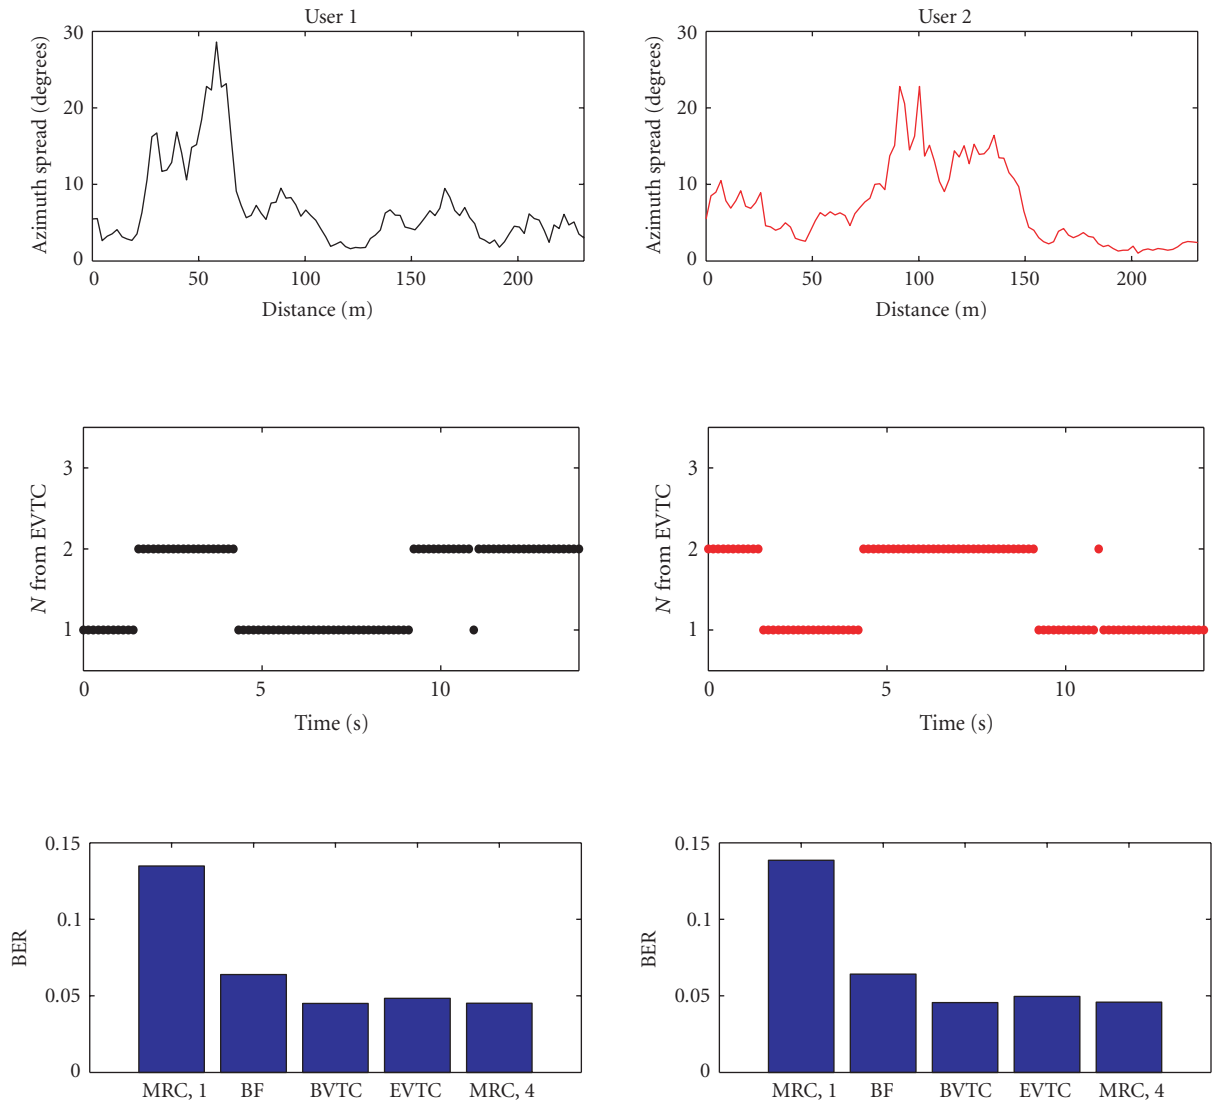 User 1
Azimuth spread (degrees)
30
20
10
0
0 50 100 150 200
Distance (m)
User 2
Azimuth spread (degrees)
30
20
10
0
0 50 100 150 200
Distance (m)
N from EVTC
3
2
1
0 5 10
Time (s)
N from EVTC
3
2
1
0 5 10
Time (s)
BER
0.15
0.1
0.05
0
MRC, 1 BF BVTC EVTC MRC, 4
BER
0.15
0.1
0.05
0
MRC, 1 BF BVTC EVTC MRC, 4